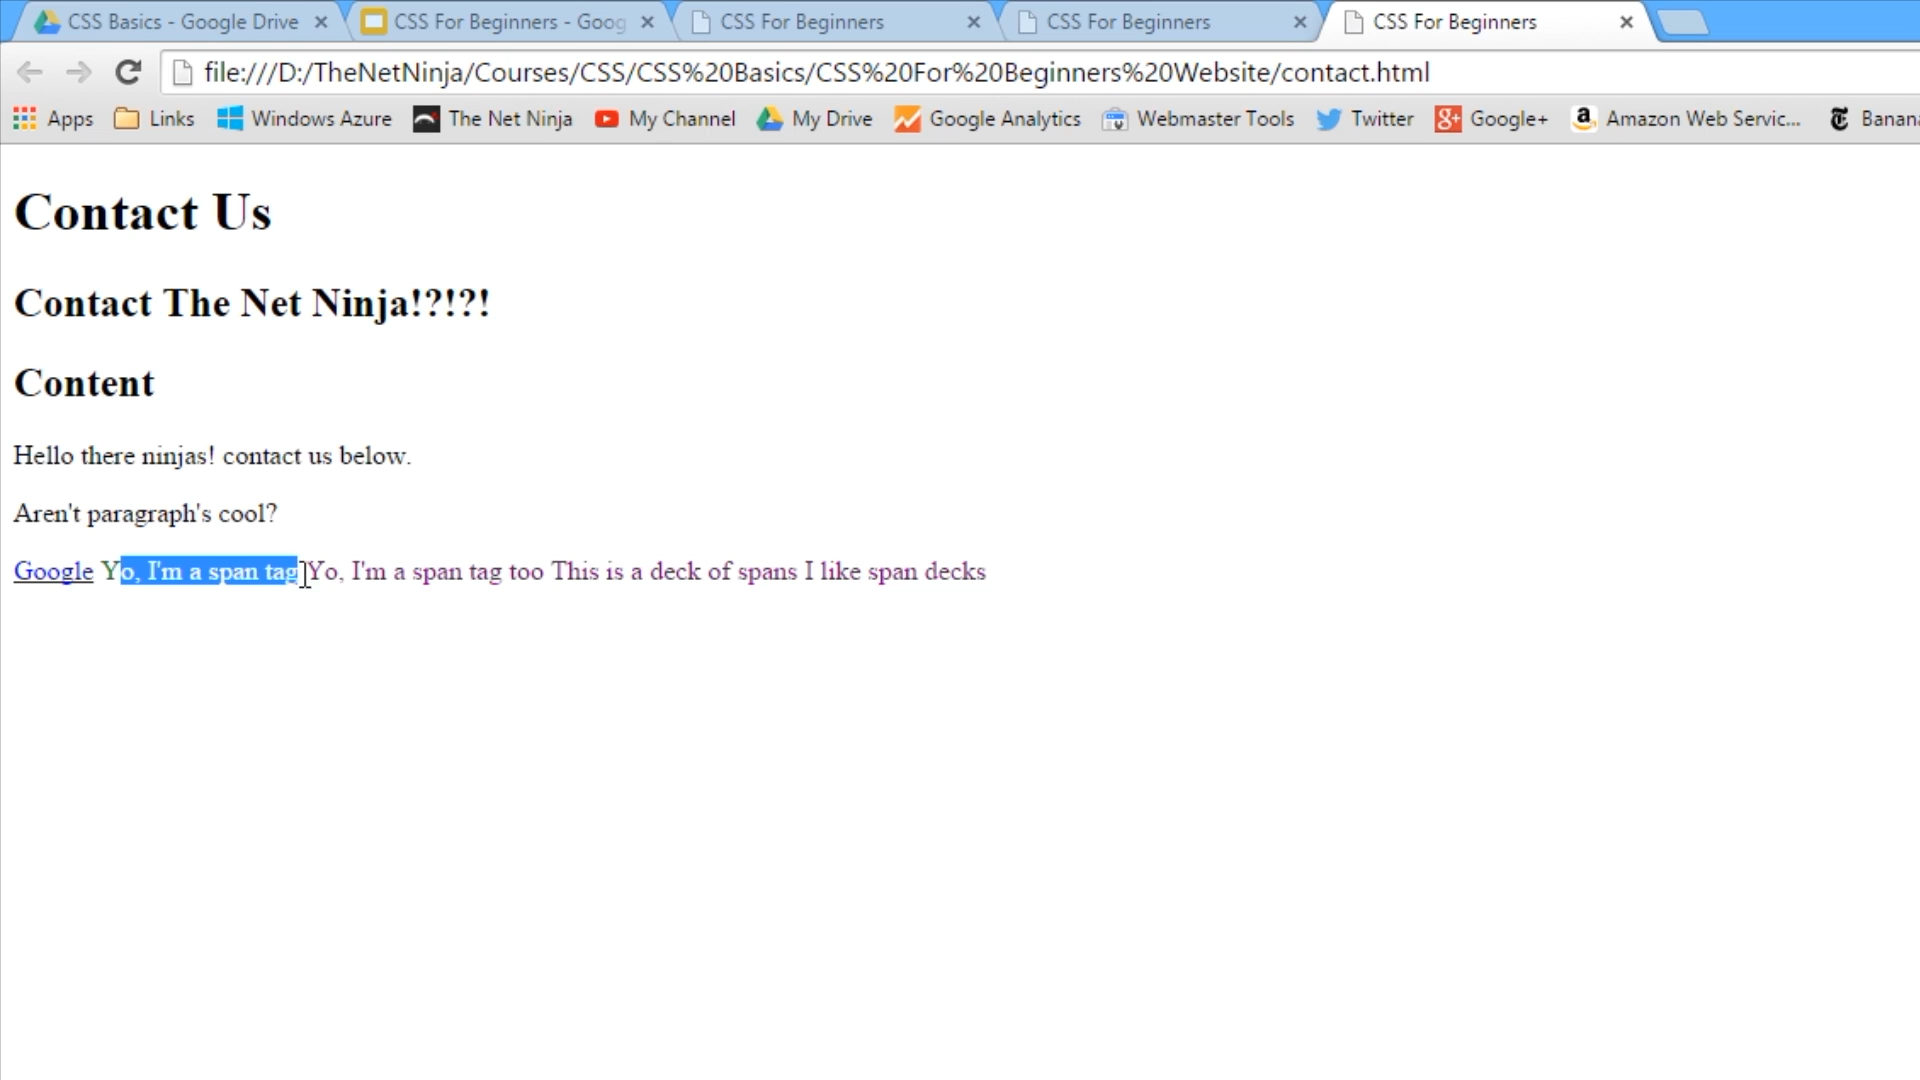 CSS Basics - Google Drive
CSS For Beginners - Goog
CSS For Beginners
CSS For Beginners
CSS For Beginners
file:///D:/TheNetNinja/Courses/CSS/CSS%20Basics/CSS%20For%20Beginners%20Website/contact.html
Apps Links Windows Azure The Net Ninja My Channel My Drive Google Analytics Webmaster Tools Twitter Google+ Amazon Web Servic... Banana
Contact Us
Contact The Net Ninja!?!?!
Content
Hello there ninjas! contact us below.
Aren't paragraph's cool?
Google Yo, I'm a span tag Yo, I'm a span tag too This is a deck of spans I like span decks